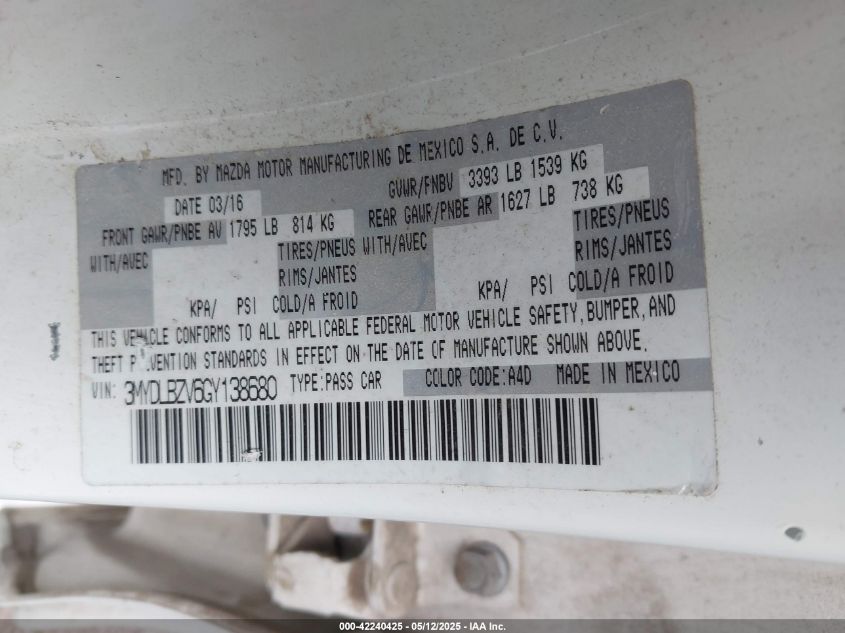 MFD. BY MAZDA MOTOR MANUFACTURING DE MEXICO S.A. DE C.V.
DATE 03/16 GVWR/PNBV 3393 LB 1539 KG
FRONT GAWR/PNBE AV 1795 LB 814 KG REAR GAWR/PNBE AR 1627 LB 738 KG
WITH/AVEC TIRES/PNEUS WITH/AVEC TIRES/PNEUS
RIMS/JANTES RIMS/JANTES
KPA/ PSI COLD/A FROID KPA/ PSI COLD/A FROID
THIS VEHICLE CONFORMS TO ALL APPLICABLE FEDERAL MOTOR VEHICLE SAFETY, BUMPER, AND
THEFT PREVENTION STANDARDS IN EFFECT ON THE DATE OF MANUFACTURE SHOWN ABOVE.
VIN: 3MYDLBZV6GY138680 TYPE:PASS CAR COLOR CODE:A4D MADE IN MEXICO
000-42240425 - 05/12/2025 - IAA Inc.